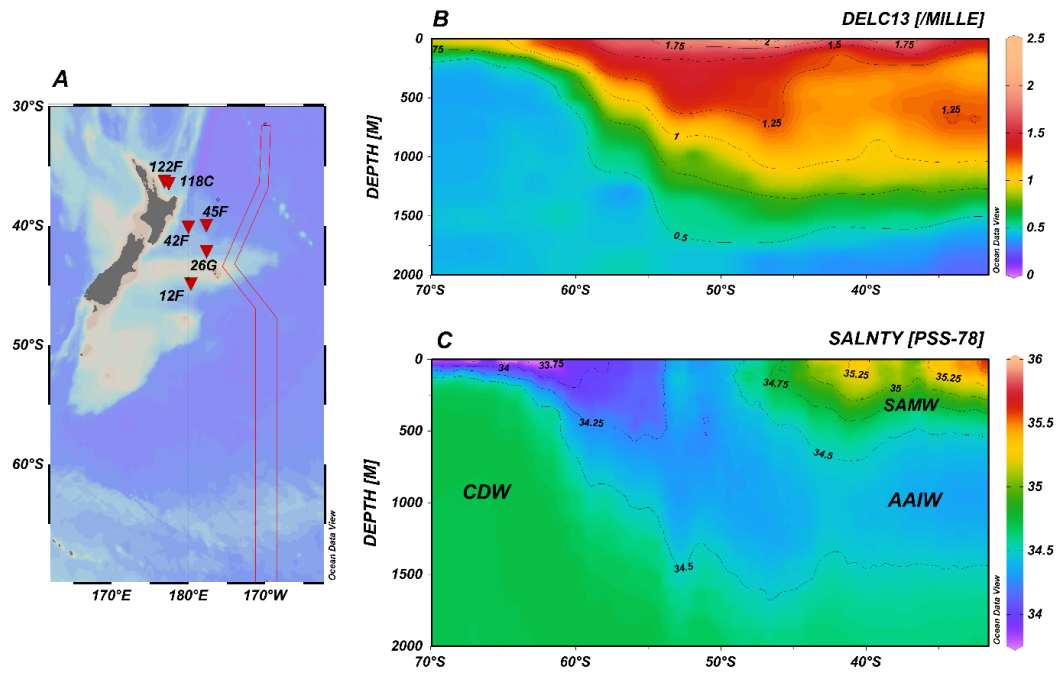 A
30°S
40°S
50°S
60°S
170°E
180°E
170°W
122F
118C
45F
42F
26G
12F
Ocean Data View
B
DELC13 [/MILLE]
DEPTH [M]
0
500
1000
1500
2000
70°S
60°S
50°S
40°S
75
1.75
2
1.5
1.75
1.25
1.25
1
0.5
2.5
2
1.5
1
0.5
0
Ocean Data View
C
SALNTY [PSS-78]
DEPTH [M]
0
500
1000
1500
2000
70°S
60°S
50°S
40°S
34
33.75
34.25
34.75
35.25
35
35.25
SAMW
34.5
CDW
AAIW
34.5
36
35.5
35
34.5
34
Ocean Data View